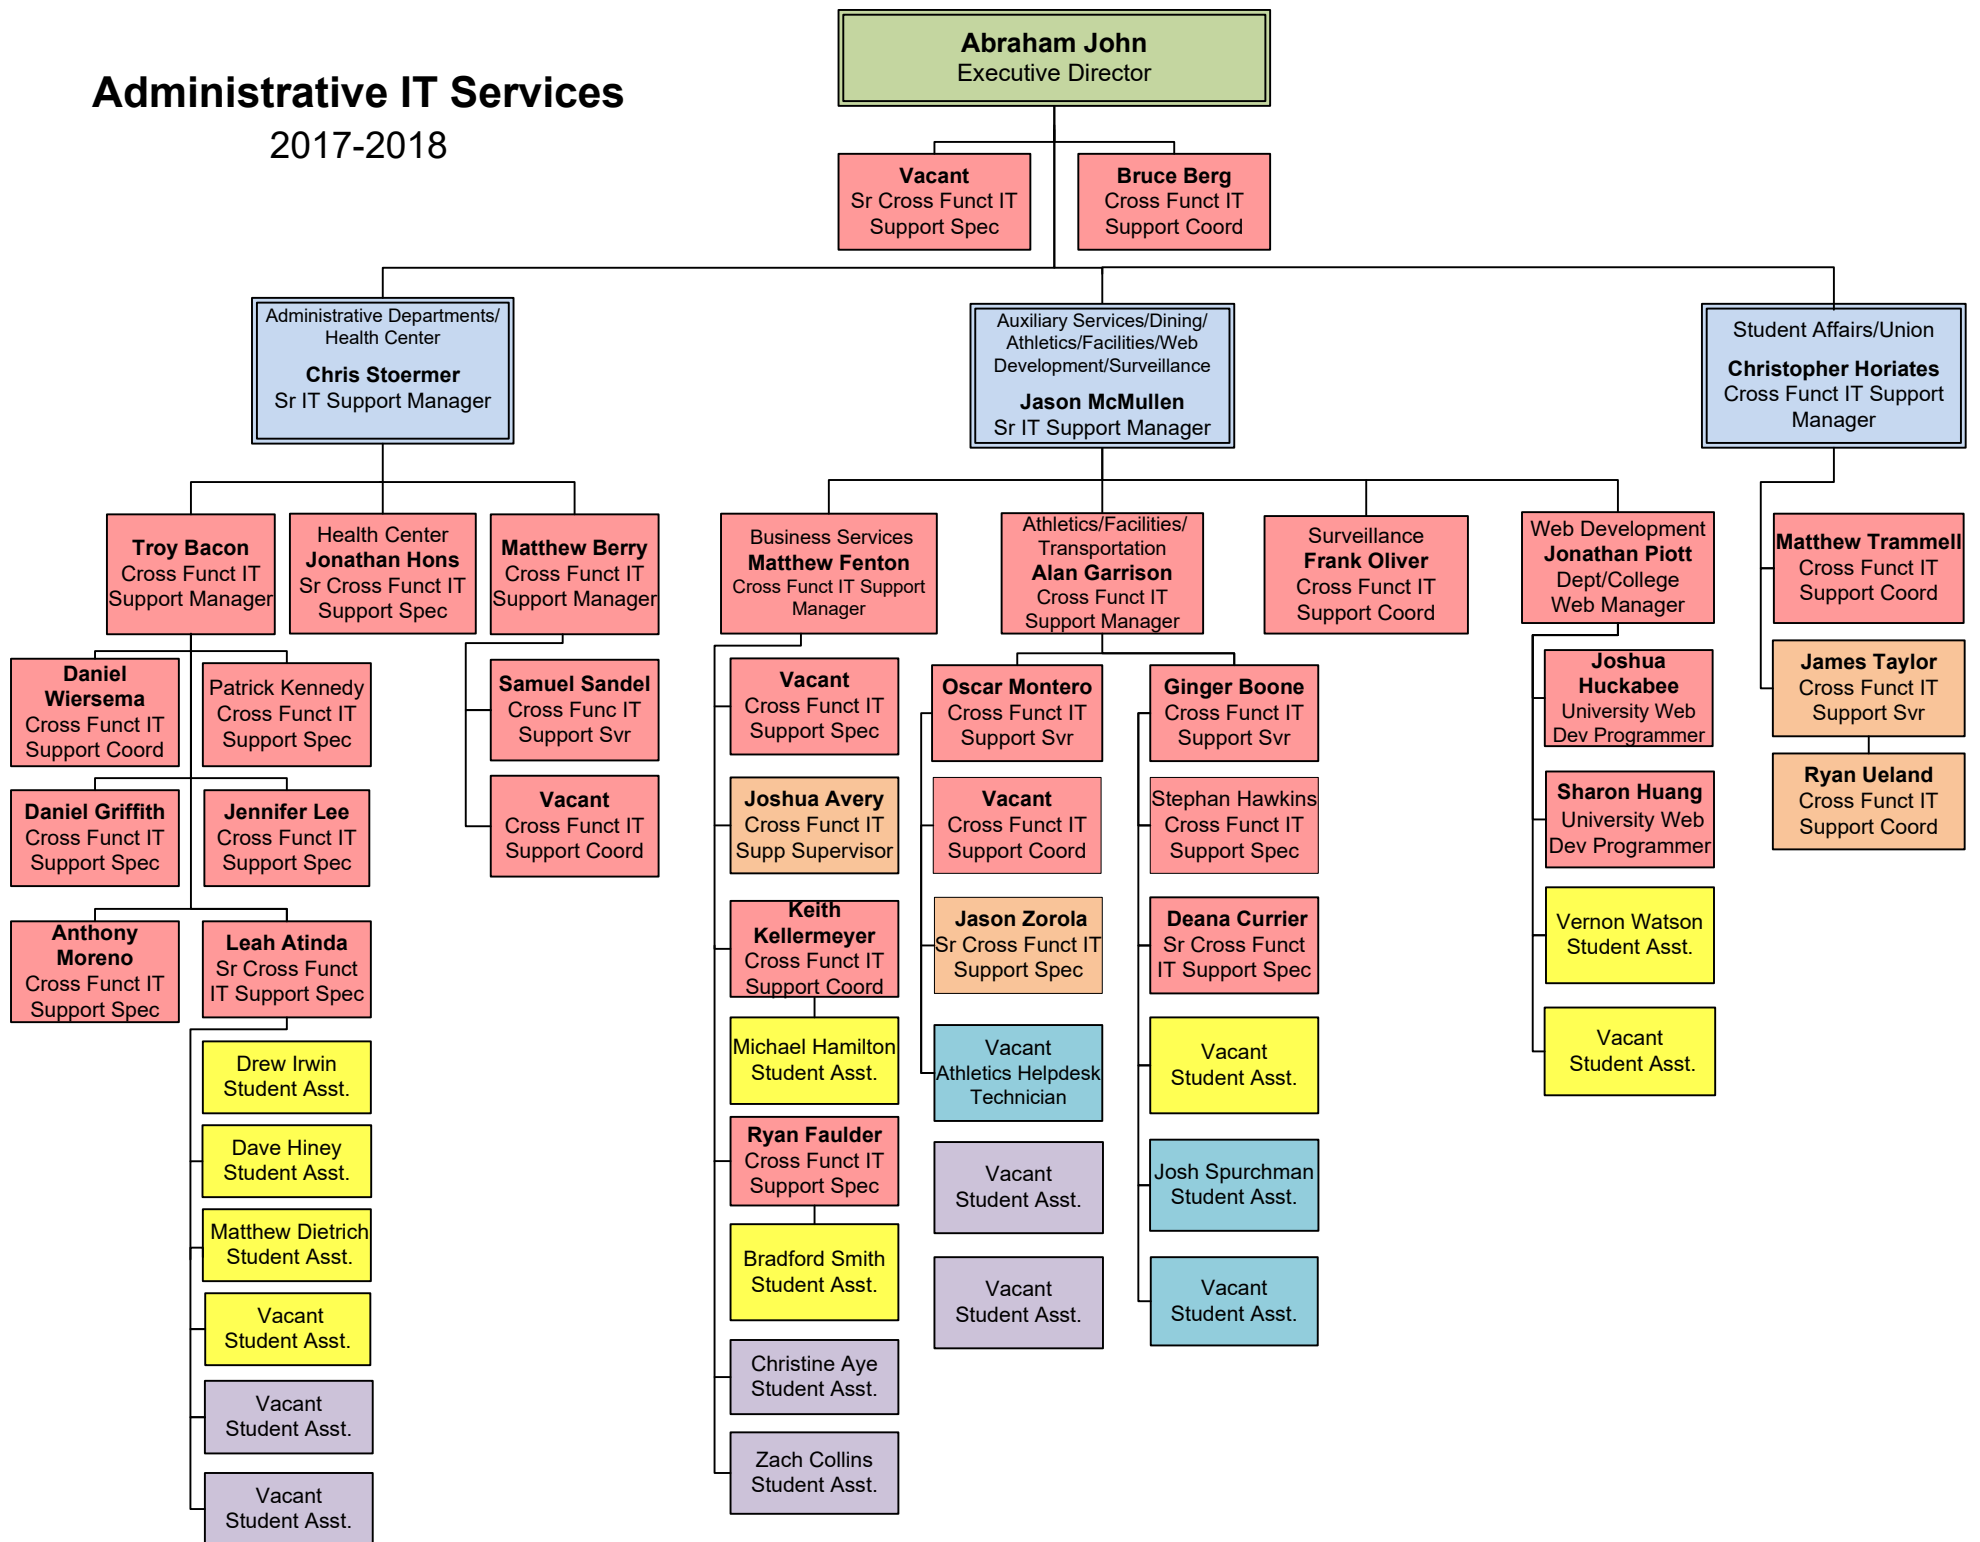 Administrative IT Services
2017-2018
Abraham John
Executive Director
Vacant
Sr Cross Funct IT
Support Spec
Bruce Berg
Cross Funct IT
Support Coord
Administrative Departments/
Health Center
Chris Stoermer
Sr IT Support Manager
Auxiliary Services/Dining/
Athletics/Facilities/Web
Development/Surveillance
Jason McMullen
Sr IT Support Manager
Student Affairs/Union
Christopher Horiates
Cross Funct IT Support
Manager
Troy Bacon
Cross Funct IT
Support Manager
Health Center
Jonathan Hons
Sr Cross Funct IT
Support Spec
Matthew Berry
Cross Funct IT
Support Manager
Business Services
Matthew Fenton
Cross Funct IT Support
Manager
Athletics/Facilities/
Transportation
Alan Garrison
Cross Funct IT
Support Manager
Surveillance
Frank Oliver
Cross Funct IT
Support Coord
Web Development
Jonathan Piott
Dept/College
Web Manager
Matthew Trammell
Cross Funct IT
Support Coord
Daniel
Wiersema
Cross Funct IT
Support Coord
Patrick Kennedy
Cross Funct IT
Support Spec
Daniel Griffith
Cross Funct IT
Support Spec
Jennifer Lee
Cross Funct IT
Support Spec
Anthony
Moreno
Cross Funct IT
Support Spec
Leah Atinda
Sr Cross Funct
IT Support Spec
Drew Irwin
Student Asst.
Dave Hiney
Student Asst.
Matthew Dietrich
Student Asst.
Vacant
Student Asst.
Vacant
Student Asst.
Vacant
Student Asst.
Samuel Sandel
Cross Func IT
Support Svr
Vacant
Cross Funct IT
Support Coord
Vacant
Cross Funct IT
Support Spec
Joshua Avery
Cross Funct IT
Supp Supervisor
Keith
Kellermeyer
Cross Funct IT
Support Coord
Michael Hamilton
Student Asst.
Ryan Faulder
Cross Funct IT
Support Spec
Bradford Smith
Student Asst.
Christine Aye
Student Asst.
Zach Collins
Student Asst.
Oscar Montero
Cross Funct IT
Support Svr
Vacant
Cross Funct IT
Support Coord
Jason Zorola
Sr Cross Funct IT
Support Spec
Vacant
Athletics Helpdesk
Technician
Vacant
Student Asst.
Vacant
Student Asst.
Ginger Boone
Cross Funct IT
Support Svr
Stephan Hawkins
Cross Funct IT
Support Spec
Deana Currier
Sr Cross Funct
IT Support Spec
Vacant
Student Asst.
Josh Spurchman
Student Asst.
Vacant
Student Asst.
Joshua
Huckabee
University Web
Dev Programmer
Sharon Huang
University Web
Dev Programmer
Vernon Watson
Student Asst.
Vacant
Student Asst.
James Taylor
Cross Funct IT
Support Svr
Ryan Ueland
Cross Funct IT
Support Coord